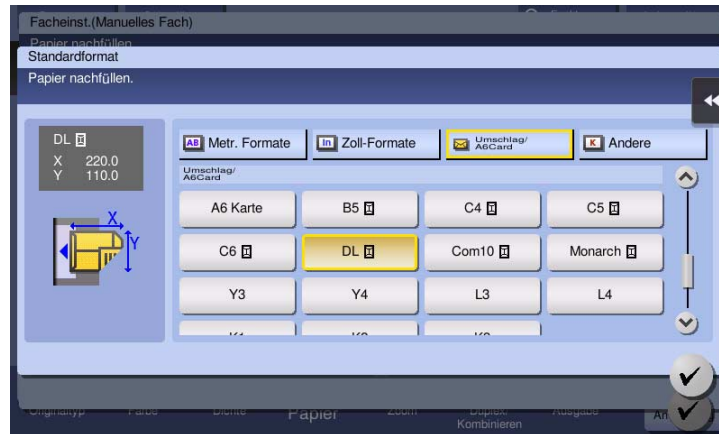 Facheinst.(Manuelles Fach)
Papier nachfüllen
Standardformat
Papier nachfüllen.
DL
X 220.0
Y 110.0
X
Y
AB Metr. Formate
In Zoll-Formate
Umschlag/
A6Card
K Andere
Umschlag/
A6Card
A6 Karte
B5
C4
C5
C6
DL
Com10
Monarch
Y3
Y4
L3
L4
Originaltyp
Farbe
Dichte
Papier
Zoom
Duplex/
Kombinieren
Ausgabe